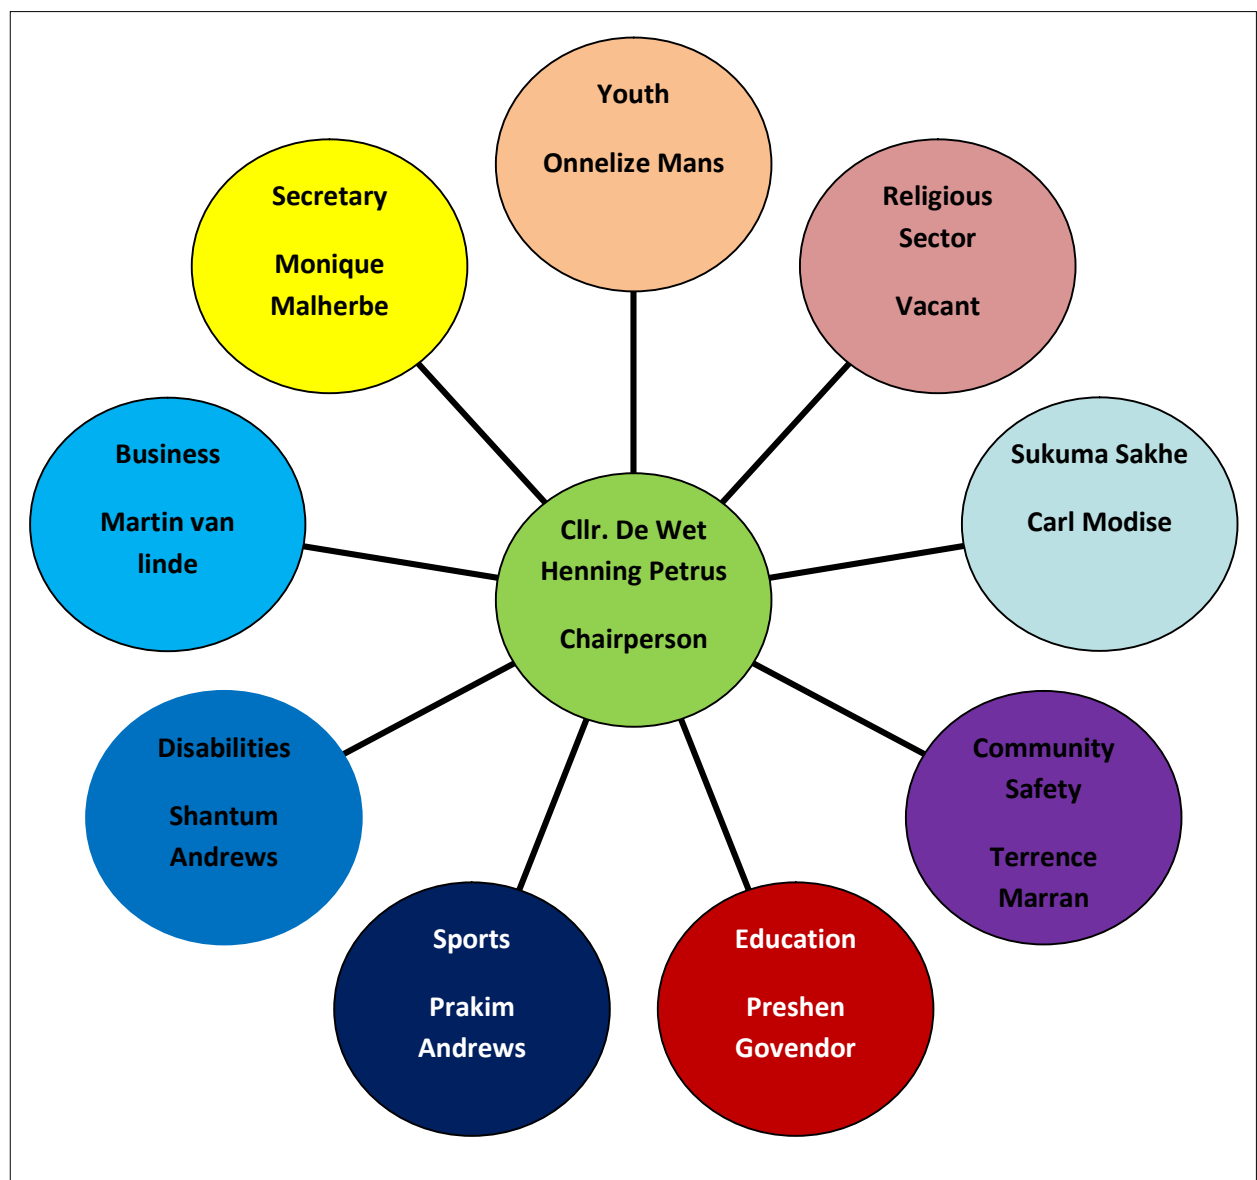 Youth
Onnelize Mans
Religious
Sector
Vacant
Sukuma Sakhe
Carl Modise
Community
Safety
Terrence
Marran
Education
Preshen
Govendor
Sports
Prakim
Andrews
Disabilities
Shantum
Andrews
Business
Martin van
linde
Secretary
Monique
Malherbe
Cllr. De Wet
Henning Petrus
Chairperson